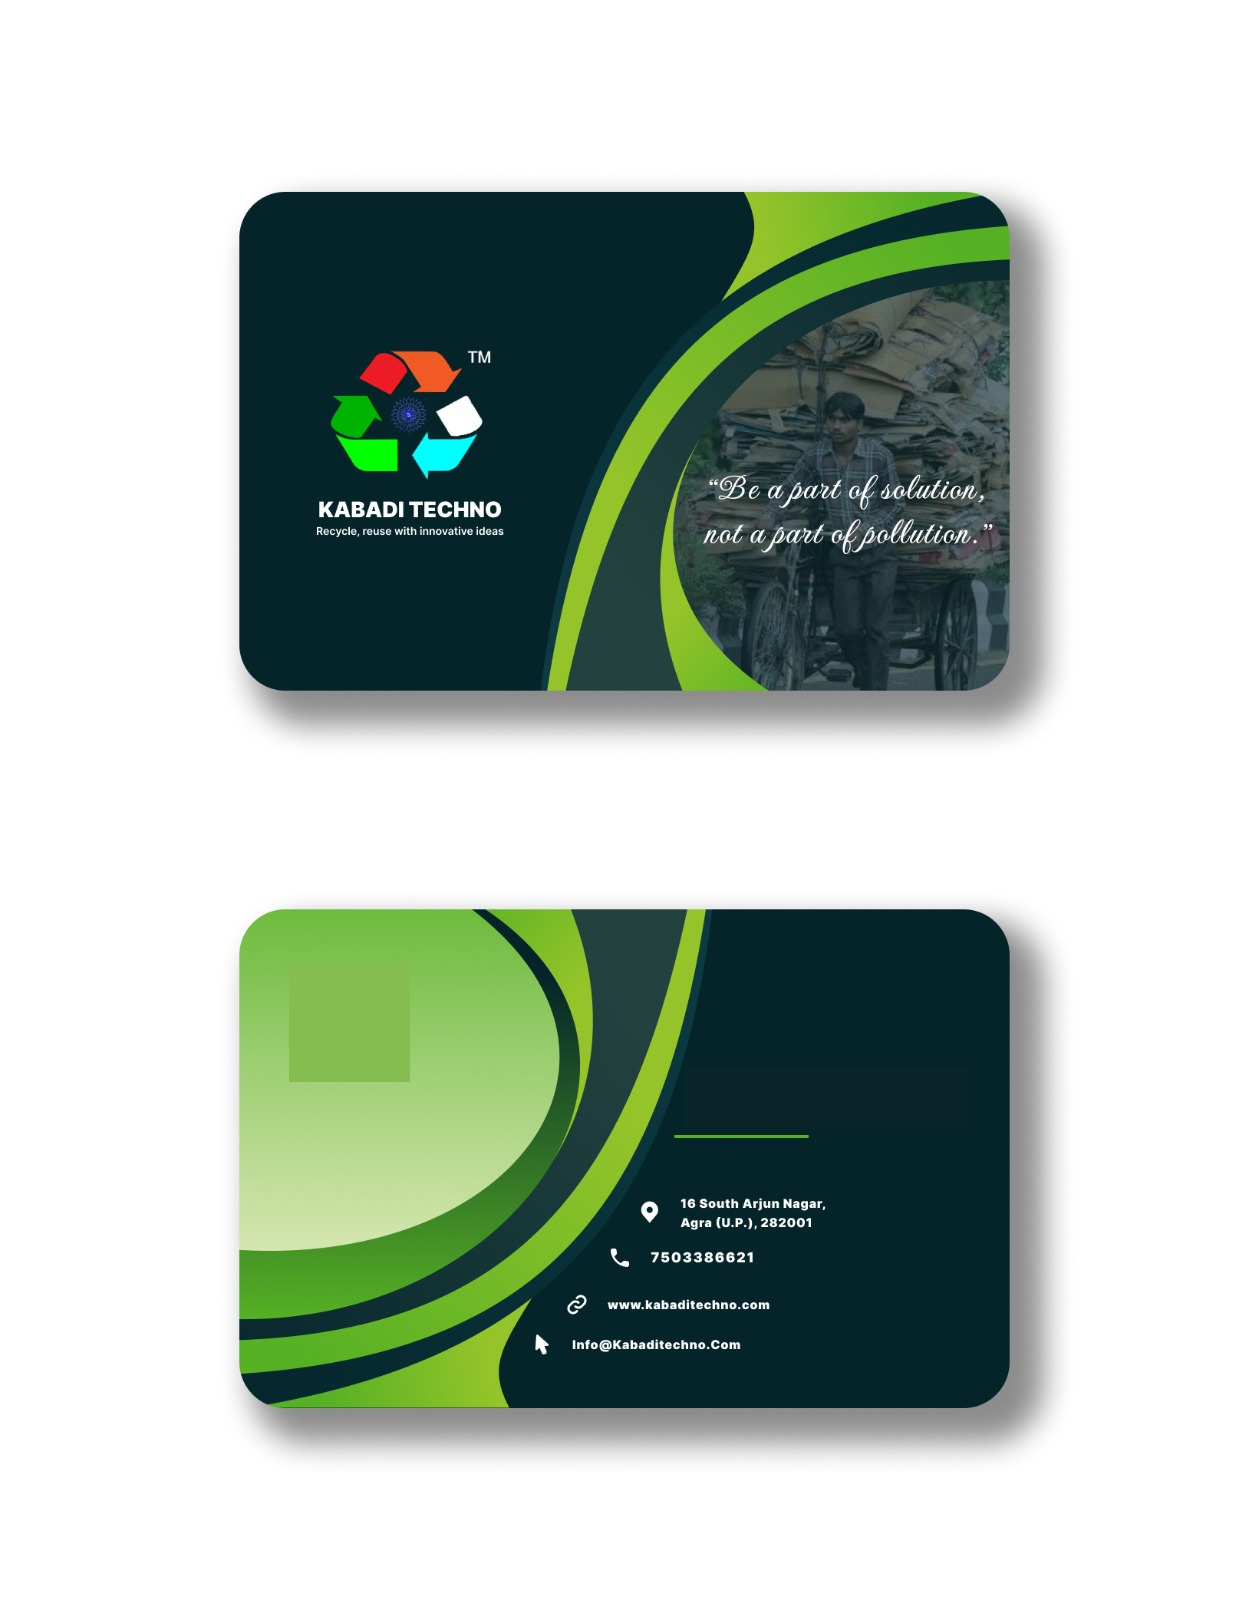 TM
KABADI TECHNO
Recycle, reuse with innovative ideas
“Be a part of solution,
not a part of pollution.”
16 South Arjun Nagar,
Agra (U.P.), 282001
7503386621
www.kabaditechno.com
Info@Kabaditechno.Com